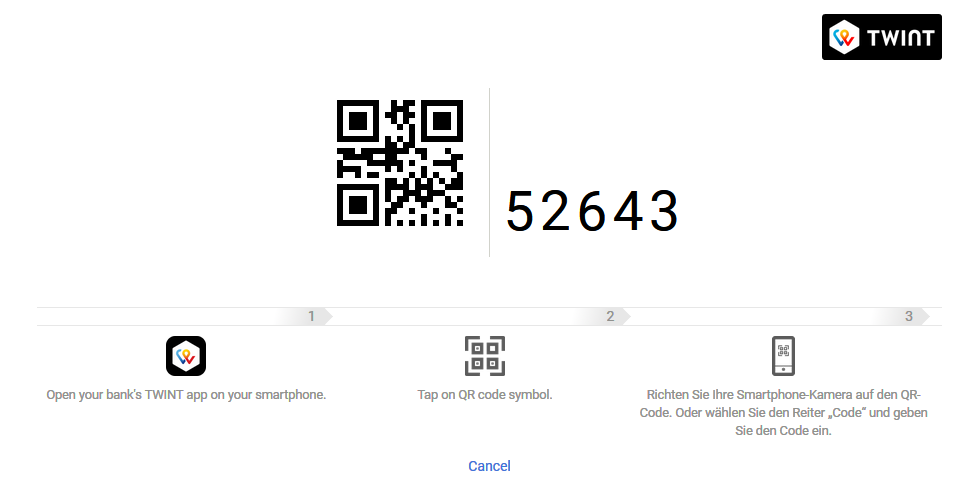 TWINT
52643
1
2
3
Open your bank's TWINT app on your smartphone.
Tap on QR code symbol.
Richten Sie Ihre Smartphone-Kamera auf den QR-
Code. Oder wählen Sie den Reiter „Code“ und geben
Sie den Code ein.
Cancel